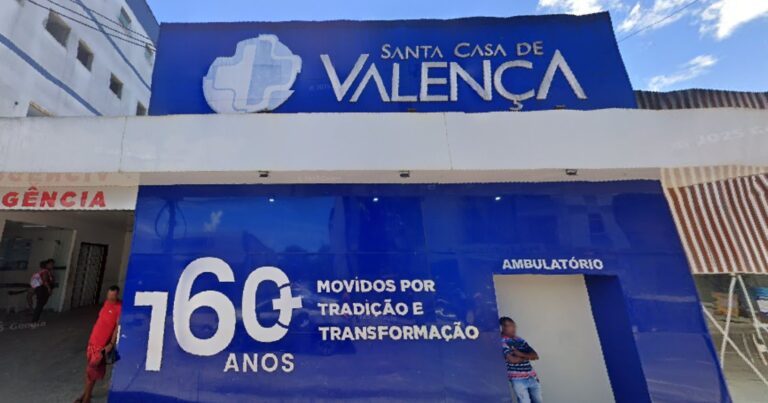 SANTA CASA DE
VALENÇA
GÊNCIA
160+
ANOS
MOVIDOS POR
TRADIÇÃO E
TRANSFORMAÇÃO
AMBULATÓRIO